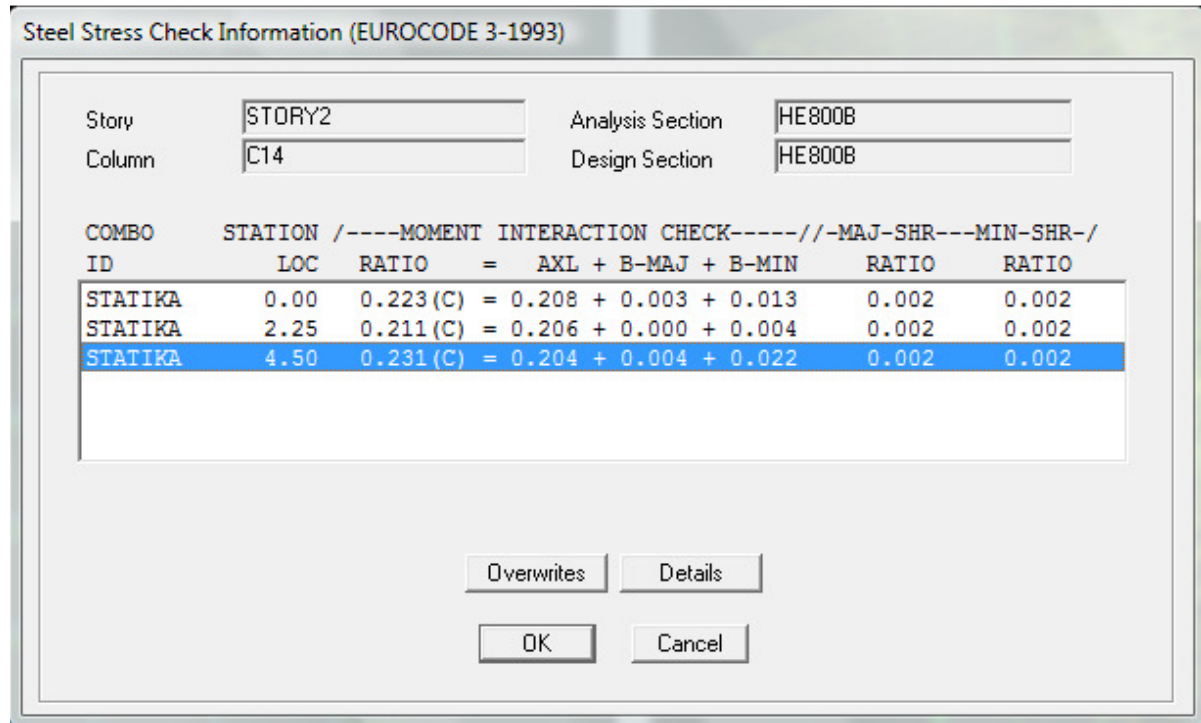 Steel Stress Check Information (EUROCODE 3-1993)
Story STORY2 Analysis Section HE800B
Column C14 Design Section HE800B
COMBO STATION /----MOMENT INTERACTION CHECK-----//-MAJ-SHR---MIN-SHR-/
ID LOC RATIO = AXL + B-MAJ + B-MIN RATIO RATIO
STATIKA 0.00 0.223(C) = 0.208 + 0.003 + 0.013 0.002 0.002
STATIKA 2.25 0.211(C) = 0.206 + 0.000 + 0.004 0.002 0.002
STATIKA 4.50 0.231(C) = 0.204 + 0.004 + 0.022 0.002 0.002
Overwrites Details
OK Cancel